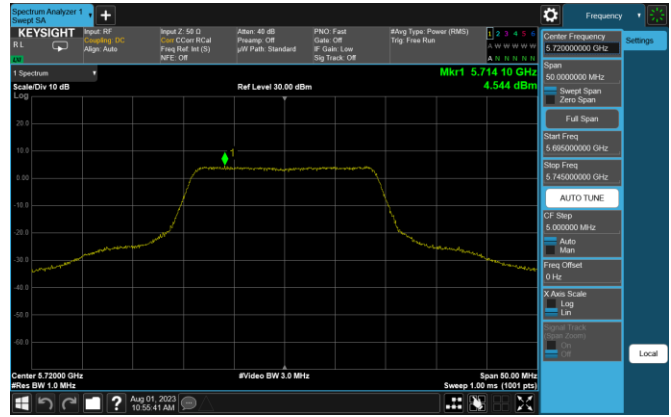 Spectrum Analyzer 1
Swept SA
+
Frequency
KEYSIGHT
R L
LW
Input: RF
Coupling: DC
Align: Auto
Input Z: 50 Ω
Corr CCorr RCal
Freq Ref: Int (S)
NFE: Off
Atten: 40 dB
Preamp: Off
µW Path: Standard
PNO: Fast
Gate: Off
IF Gain: Low
Sig Track: Off
#Avg Type: Power (RMS)
Trig: Free Run
1 2 3 4 5 6
A W W W W W
A N N N N N
1 Spectrum
Scale/Div 10 dB
Log
Ref Level 30.00 dBm
Mkr1 5.714 10 GHz
4.544 dBm
1
20.0
10.0
0.00
-10.0
-20.0
-30.0
-40.0
-50.0
-60.0
Center 5.72000 GHz
#Res BW 1.0 MHz
#Video BW 3.0 MHz
Span 50.00 MHz
Sweep 1.00 ms (1001 pts)
Center Frequency
5.720000000 GHz
Span
50.0000000 MHz
Swept Span
Zero Span
Full Span
Start Freq
5.695000000 GHz
Stop Freq
5.745000000 GHz
AUTO TUNE
CF Step
5.000000 MHz
Auto
Man
Freq Offset
0 Hz
X Axis Scale
Log
Lin
Signal Track
(Span Zoom)
On
Off
Settings
Local
?
Aug 01, 2023
10:55:41 AM